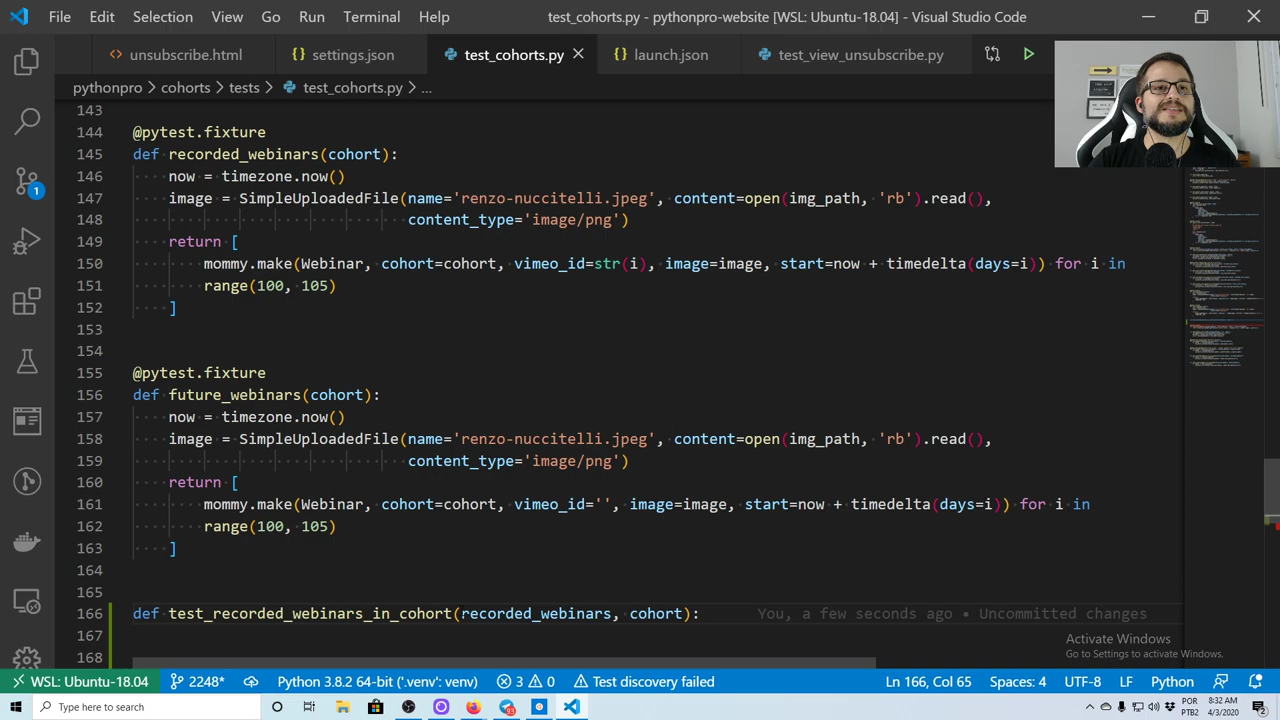 File Edit Selection View Go Run Terminal Help test_cohorts.py - pythonpro-website [WSL: Ubuntu-18.04] - Visual Studio Code
unsubscribe.html settings.json test_cohorts.py launch.json test_view_unsubscribe.py
pythonpro > cohorts > tests > test_cohorts.py > ...
143
144 @pytest.fixture
145 def recorded_webinars(cohort):
146 now = timezone.now()
147 image = SimpleUploadedFile(name='renzo-nuccitelli.jpeg', content=open(img_path, 'rb').read(),
148 content_type='image/png')
149 return [
150 mommy.make(Webinar, cohort=cohort, vimeo_id=str(i), image=image, start=now + timedelta(days=i)) for i in
151 range(100, 105)
152 ]
153
154
155 @pytest.fixture
156 def future_webinars(cohort):
157 now = timezone.now()
158 image = SimpleUploadedFile(name='renzo-nuccitelli.jpeg', content=open(img_path, 'rb').read(),
159 content_type='image/png')
160 return [
161 mommy.make(Webinar, cohort=cohort, vimeo_id='', image=image, start=now + timedelta(days=i)) for i in
162 range(100, 105)
163 ]
164
165
166 def test_recorded_webinars_in_cohort(recorded_webinars, cohort): You, a few seconds ago • Uncommitted changes
167
168
Activate Windows
Go to Settings to activate Windows.
WSL: Ubuntu-18.04 2248* Python 3.8.2 64-bit ('.venv': venv) 3 0 Test discovery failed Ln 166, Col 65 Spaces: 4 UTF-8 LF Python
Type here to search
POR
PTB2
8:32 AM
4/3/2020